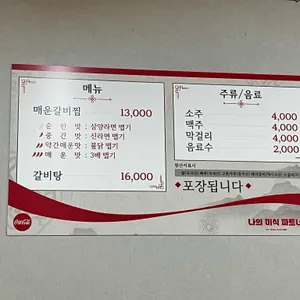 메뉴
매운갈비찜 13,000
순한맛 : 삼양라면 맵기
중간맛 : 신라면 맵기
약간매운맛 : 불닭 맵기
매운맛 : 3배 맵기
갈비탕 16,000
주류/음료
소주 4,000
맥주 4,000
막걸리 4,000
음료수 2,000
원산지표시
포장됩니다
Coca-Cola
나의 미식 파트너